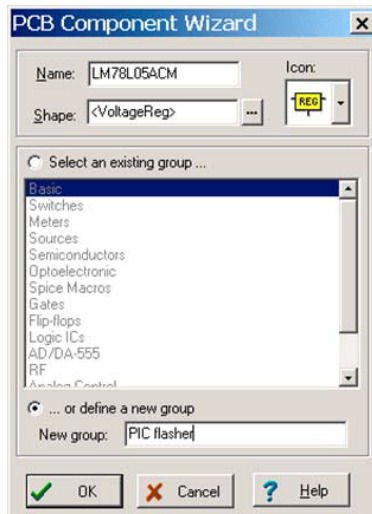 PCB Component Wizard
Name: LM78L05ACM
Icon:
REG
Shape: <VoltageReg>
...
Select an existing group ...
Basic
Switches
Meters
Sources
Semiconductors
Optoelectronic
Spice Macros
Gates
Flip-flops
Logic ICs
AD/DA-555
RF
Analog Control
... or define a new group
New group: PIC flasher
OK Cancel ? Help